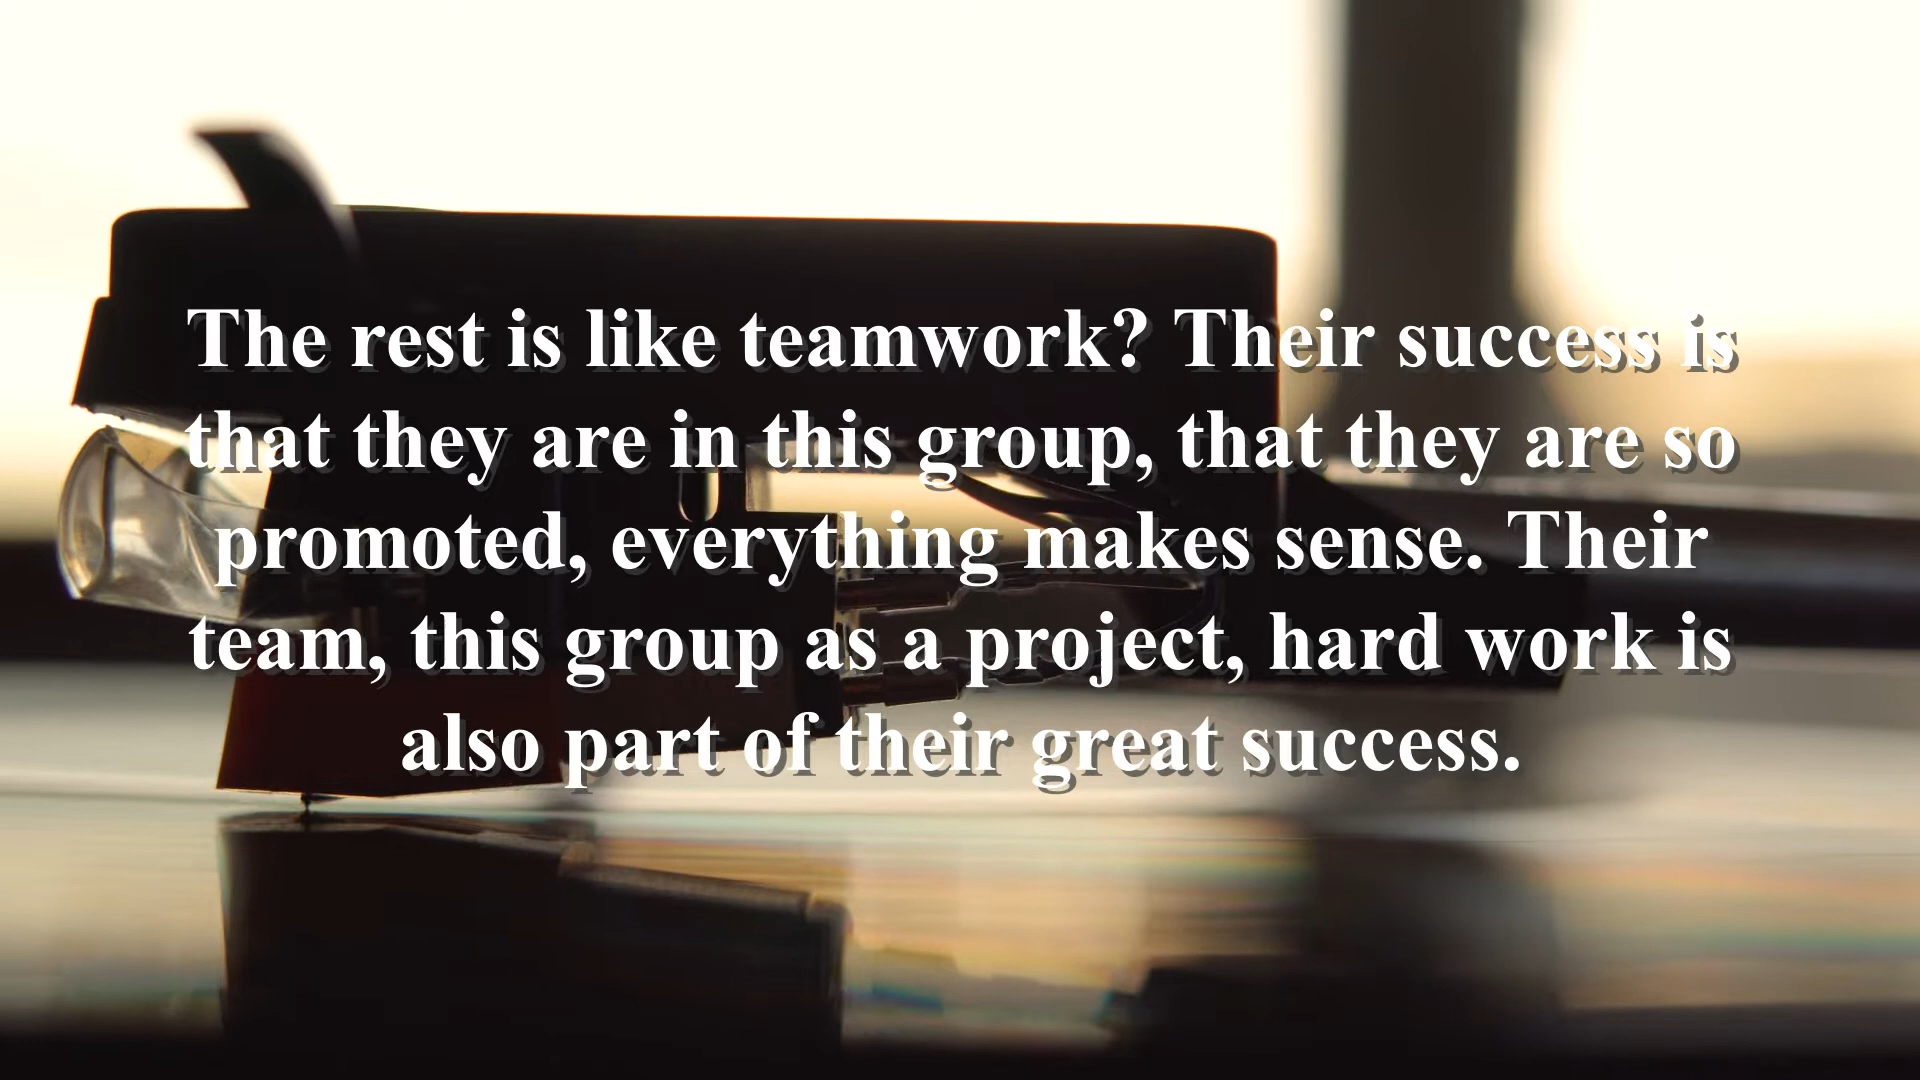 The rest is like teamwork? Their success is
that they are in this group, that they are so
promoted, everything makes sense. Their
team, this group as a project, hard work is
also part of their great success.